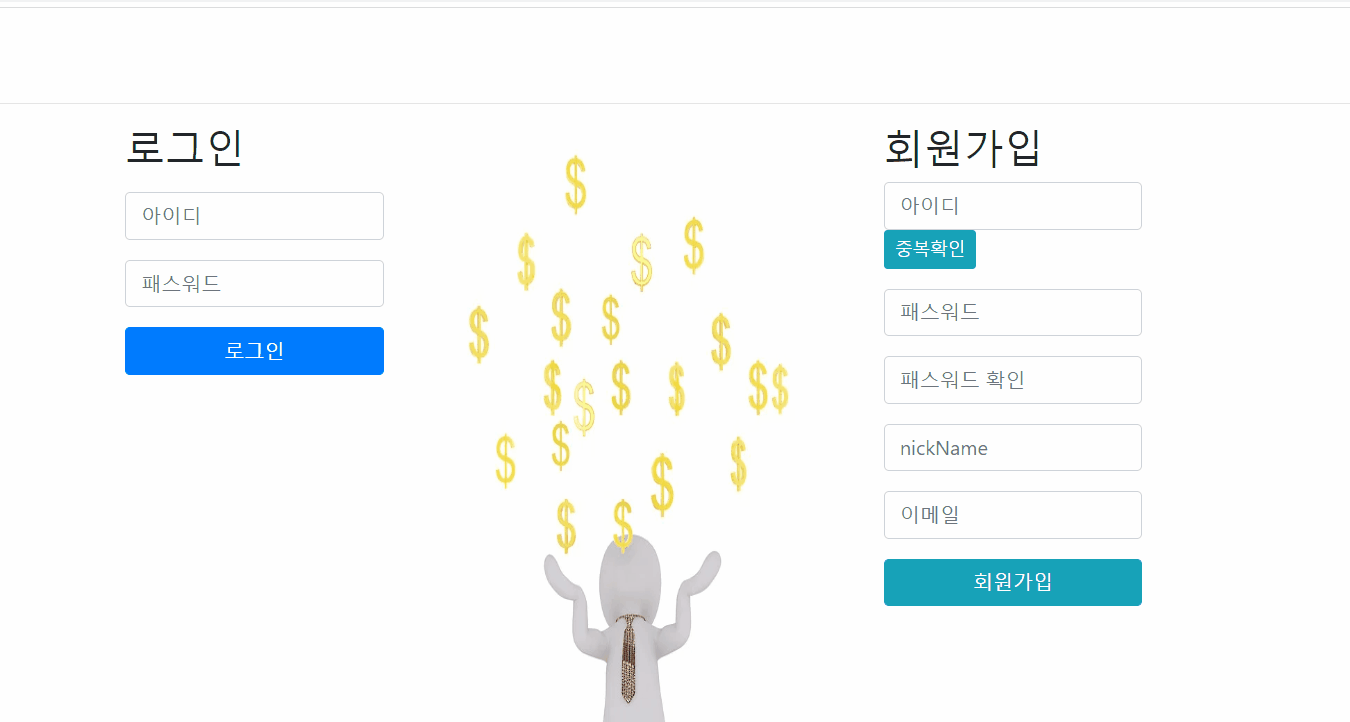 로그인
아이디
패스워드
로그인
회원가입
아이디
중복확인
패스워드
패스워드 확인
nickName
이메일
회원가입